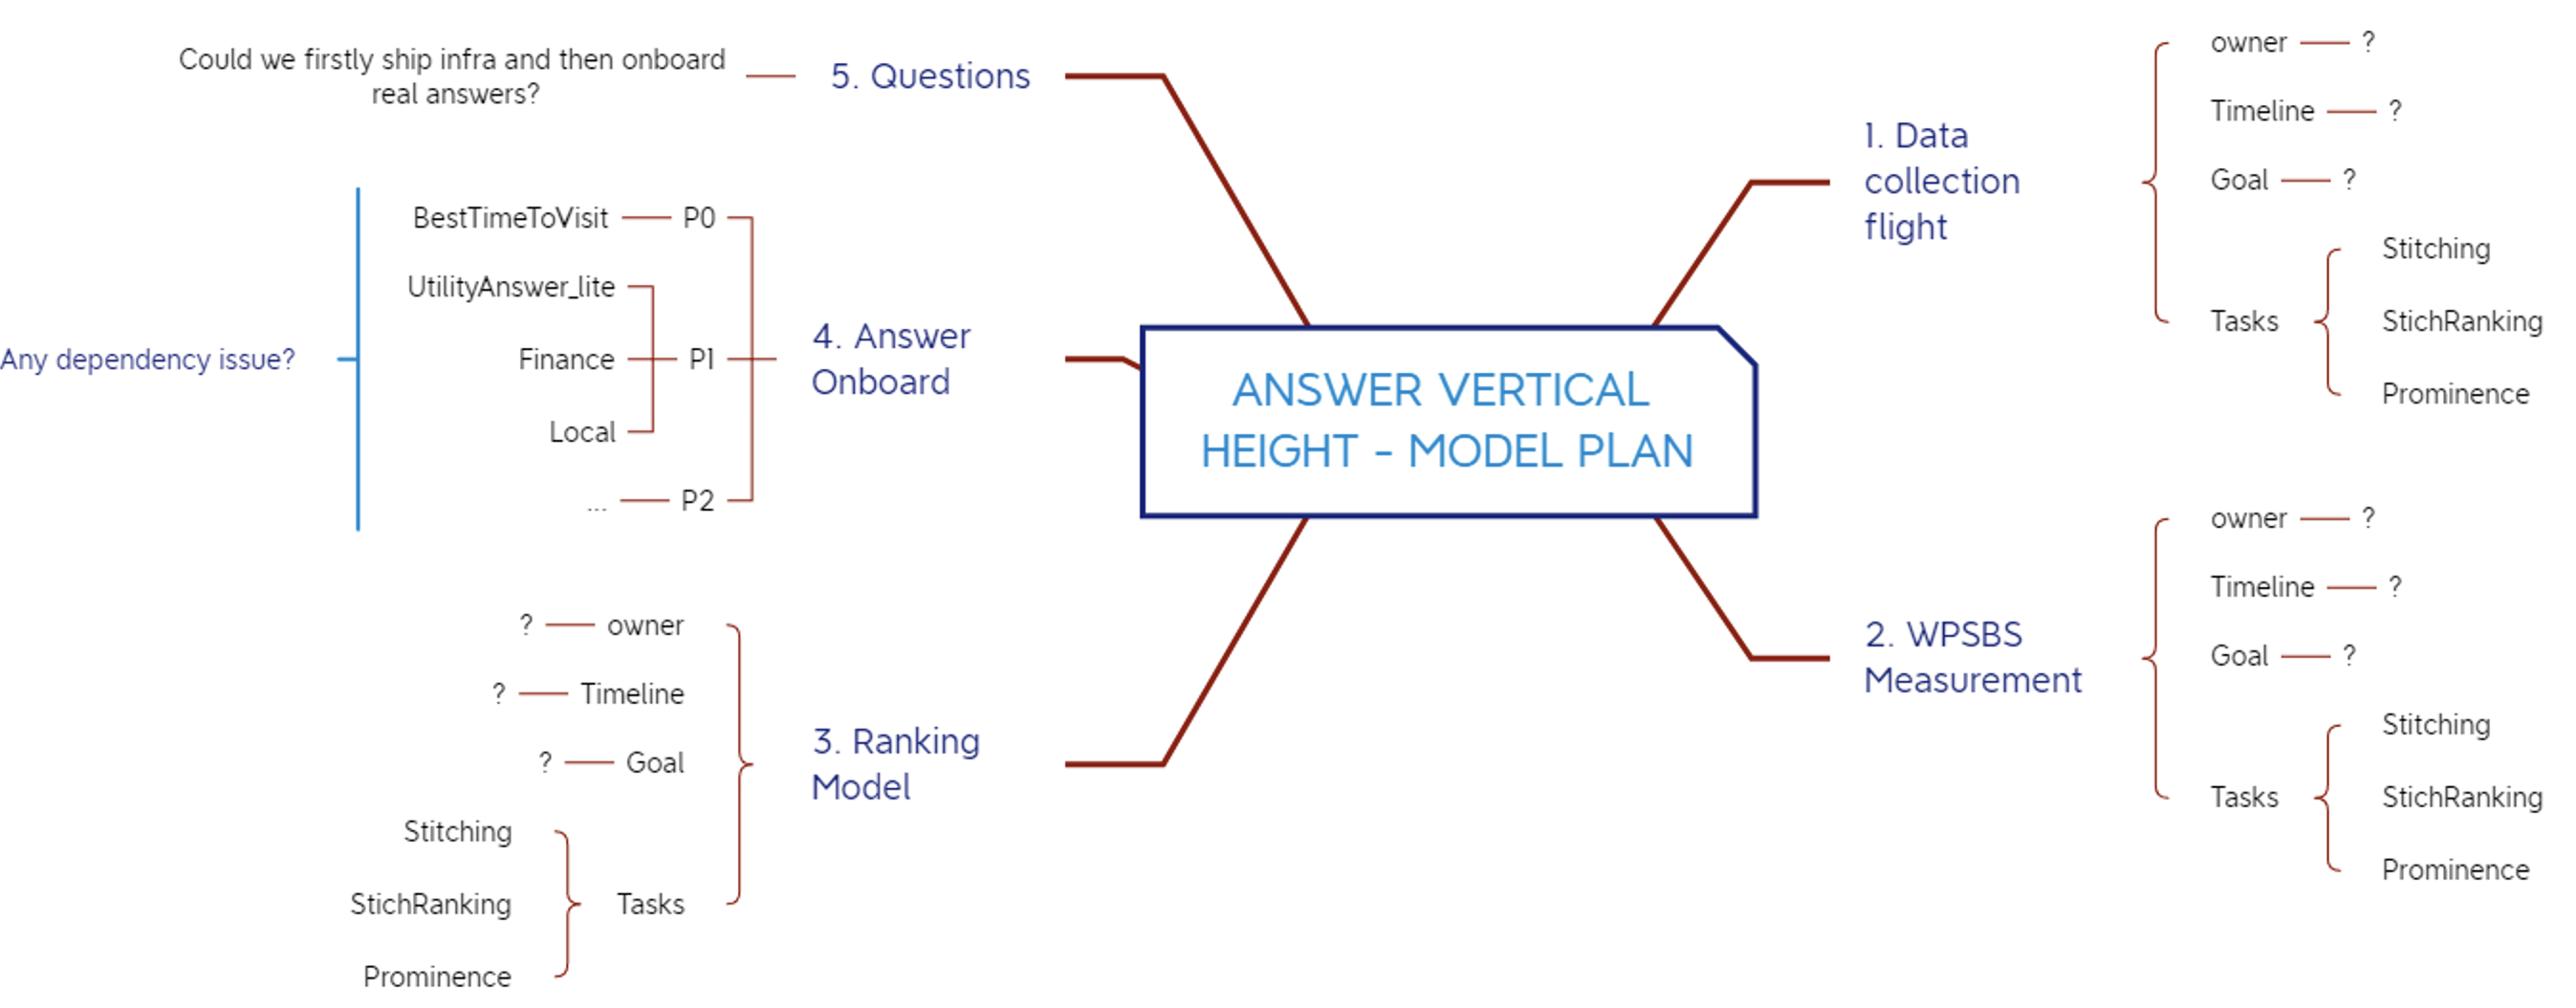 ANSWER VERTICAL
HEIGHT - MODEL PLAN
1. Data
collection
flight
owner ?
Timeline ?
Goal ?
Tasks
Stitching
StichRanking
Prominence
2. WPSBS
Measurement
owner ?
Timeline ?
Goal ?
Tasks
Stitching
StichRanking
Prominence
3. Ranking
Model
? owner
? Timeline
? Goal
Tasks
Stitching
StichRanking
Prominence
4. Answer
Onboard
BestTimeToVisit P0
P1
UtilityAnswer_lite
Finance
Local
... P2
Any dependency issue?
5. Questions
Could we firstly ship infra and then onboard
real answers?